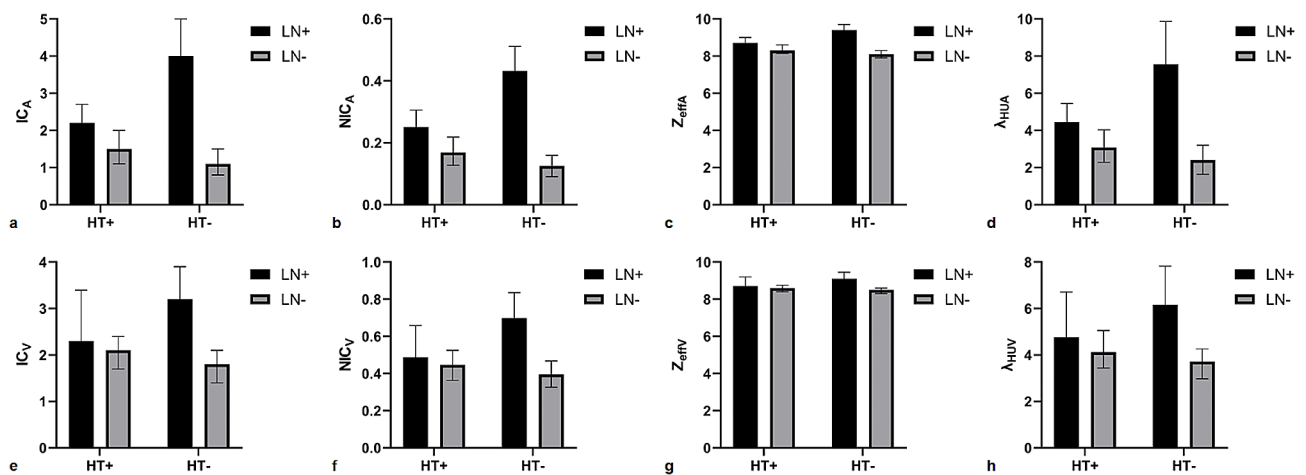 IC_A
5
4
3
2
1
0
HT+
HT-
LN+
LN-
a
NIC_A
0.6
0.4
0.2
0.0
HT+
HT-
LN+
LN-
b
Z_effA
10
8
6
4
2
0
HT+
HT-
LN+
LN-
c
λ_HUA
10
8
6
4
2
0
HT+
HT-
LN+
LN-
d
IC_V
4
3
2
1
0
HT+
HT-
LN+
LN-
e
NIC_V
1.0
0.8
0.6
0.4
0.2
0.0
HT+
HT-
LN+
LN-
f
Z_effV
10
8
6
4
2
0
HT+
HT-
LN+
LN-
g
λ_HUV
8
6
4
2
0
HT+
HT-
LN+
LN-
h